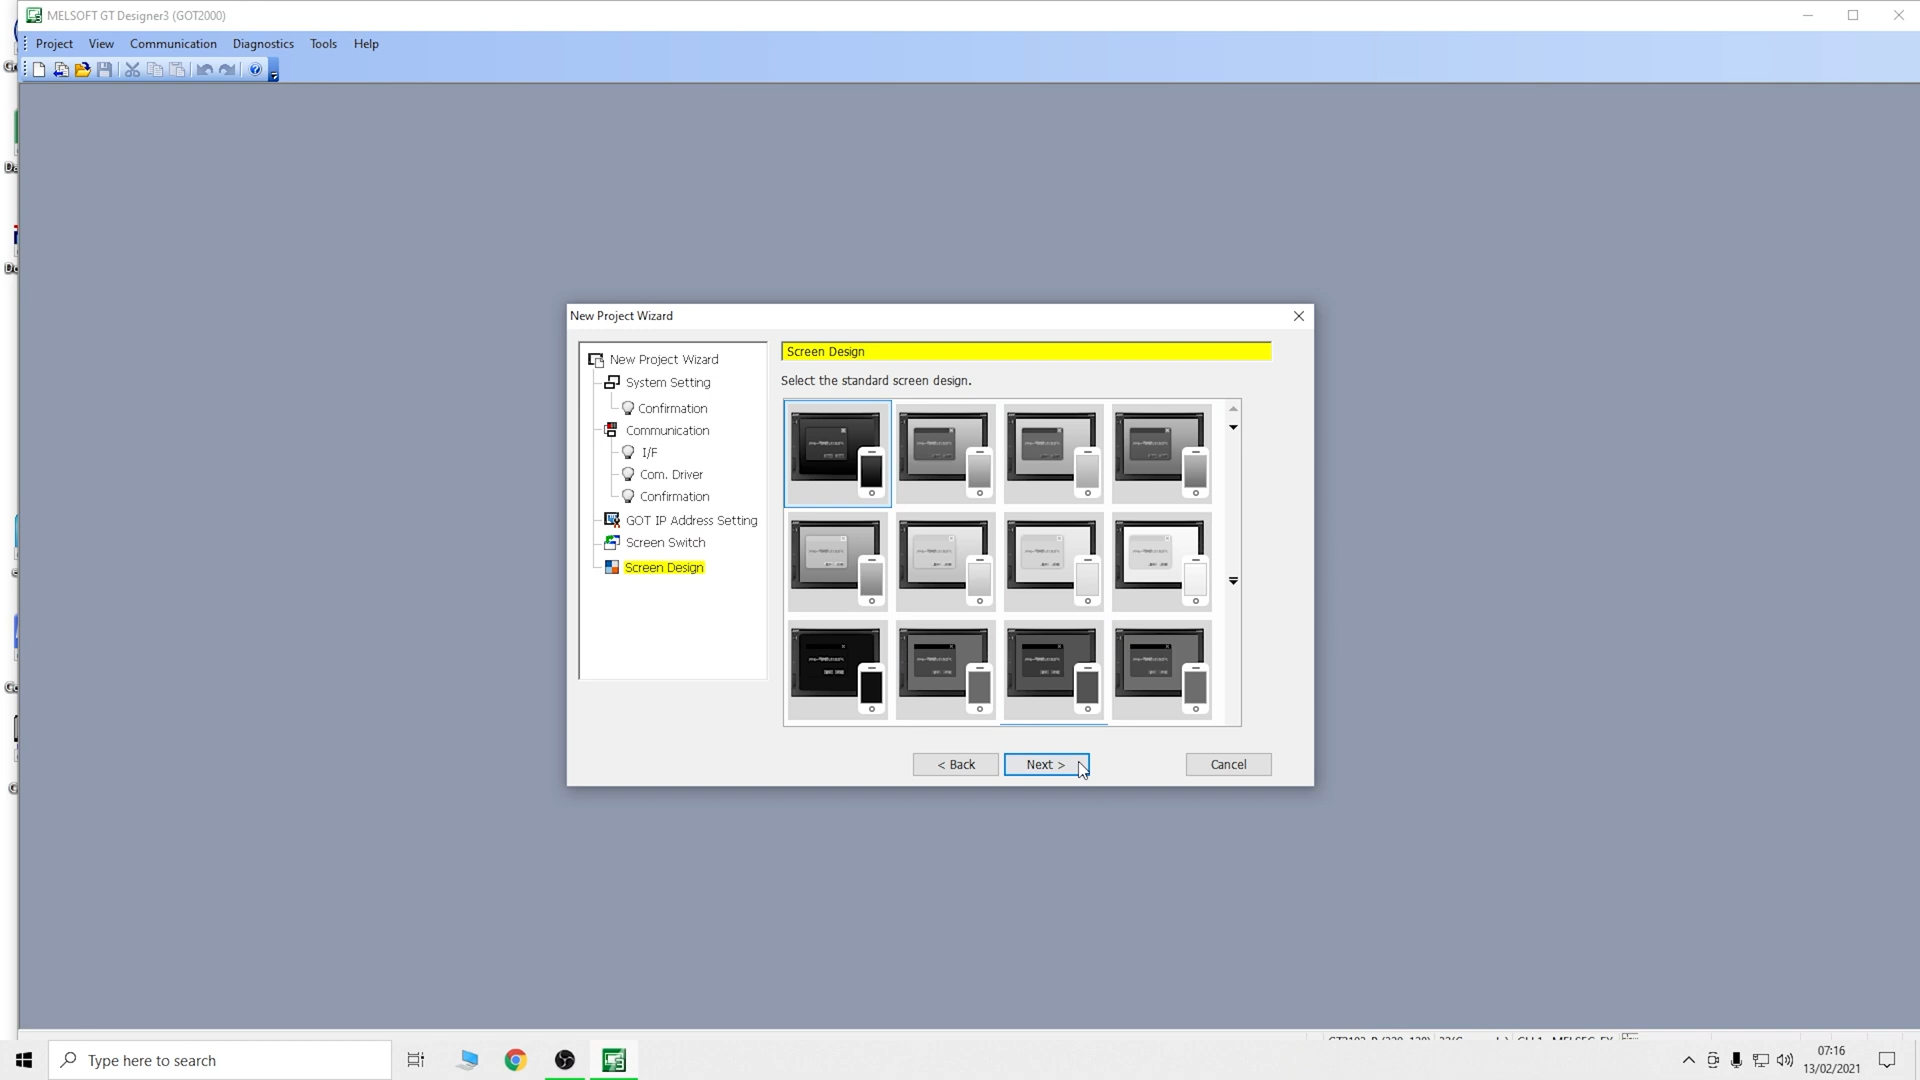 MELSOFT GT Designer3 (GOT2000)
Project View Communication Diagnostics Tools Help
New Project Wizard
New Project Wizard
System Setting
Confirmation
Communication
I/F
Com. Driver
Confirmation
GOT IP Address Setting
Screen Switch
Screen Design
Screen Design
Select the standard screen design.
< Back
Next >
Cancel
Type here to search
07:16
13/02/2021